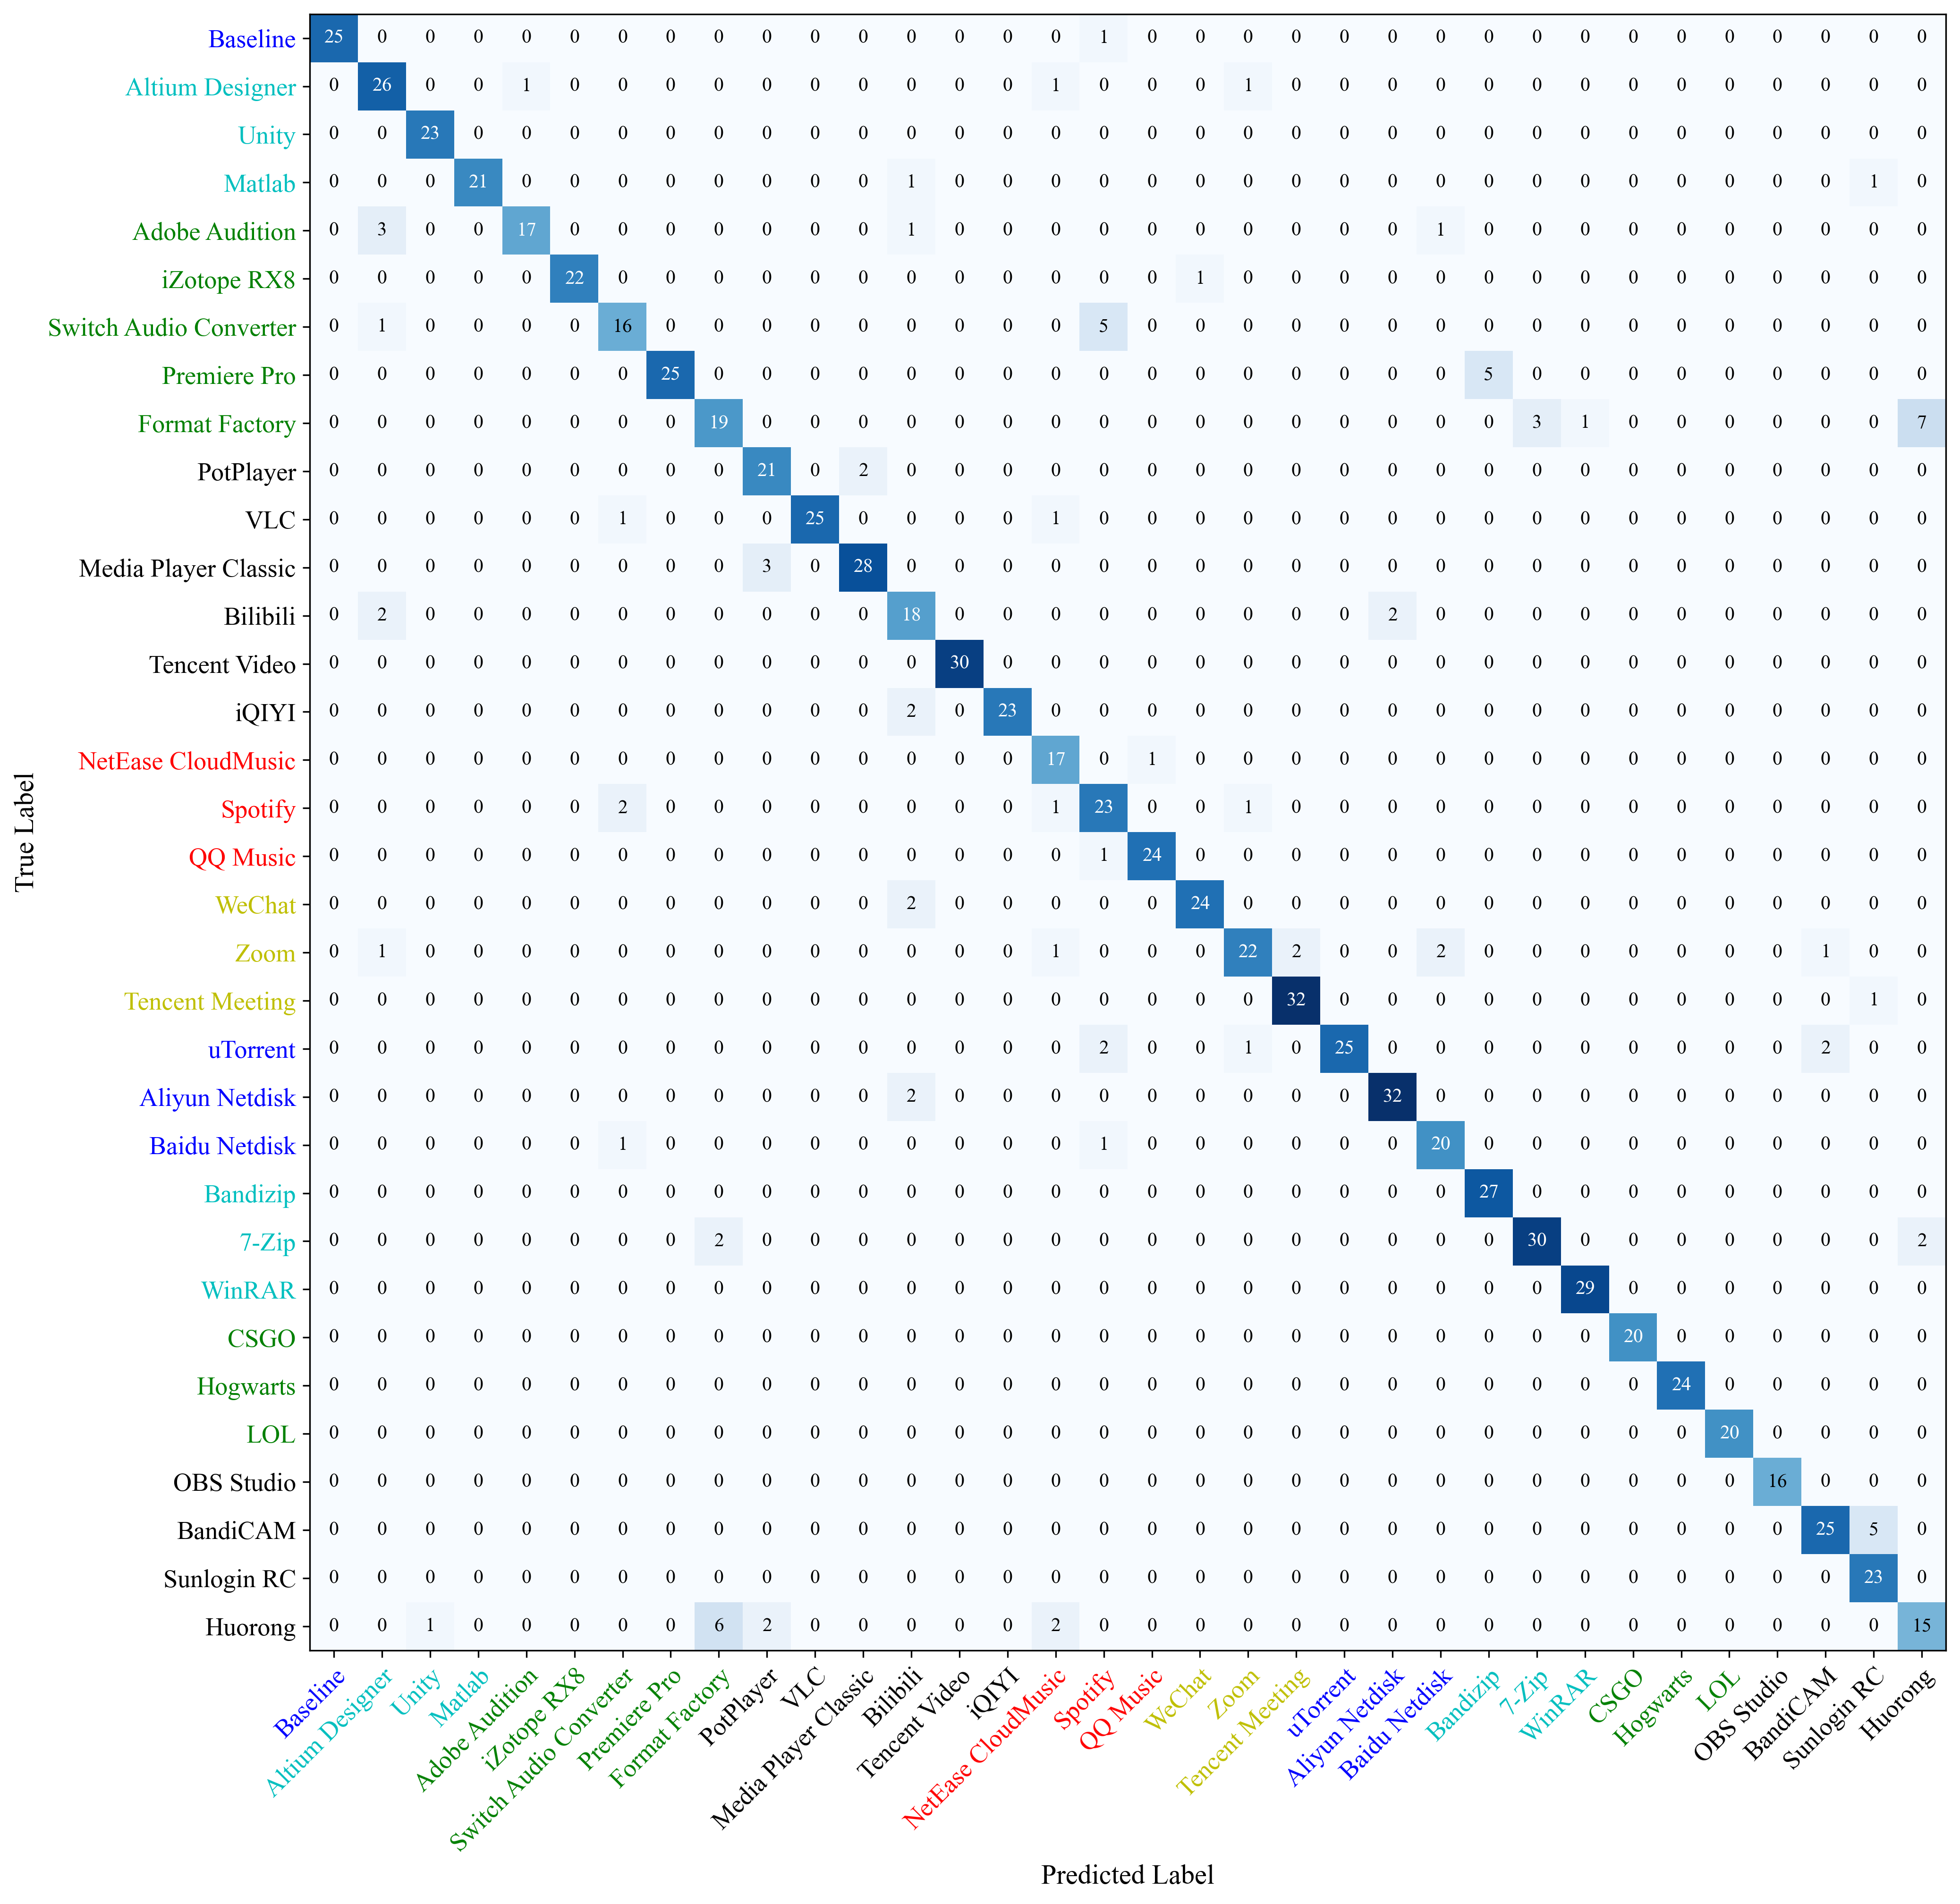 Baseline 25 0 0 0 0 0 0 0 0 0 0 0 0 0 0 0 1 0 0 0 0 0 0 0 0 0 0 0 0 0 0 0 0 0
Altium Designer 0 26 0 0 1 0 0 0 0 0 0 0 0 0 0 1 0 0 0 1 0 0 0 0 0 0 0 0 0 0 0 0 0 0
Unity 0 0 23 0 0 0 0 0 0 0 0 0 0 0 0 0 0 0 0 0 0 0 0 0 0 0 0 0 0 0 0 0 0 0
Matlab 0 0 0 21 0 0 0 0 0 0 0 0 1 0 0 0 0 0 0 0 0 0 0 0 0 0 0 0 0 0 0 0 1 0
Adobe Audition 0 3 0 0 17 0 0 0 0 0 0 0 1 0 0 0 0 0 0 0 0 0 0 1 0 0 0 0 0 0 0 0 0 0
iZotope RX8 0 0 0 0 0 22 0 0 0 0 0 0 0 0 0 0 0 0 1 0 0 0 0 0 0 0 0 0 0 0 0 0 0 0
Switch Audio Converter 0 1 0 0 0 0 16 0 0 0 0 0 0 0 0 0 5 0 0 0 0 0 0 0 0 0 0 0 0 0 0 0 0 0
Premiere Pro 0 0 0 0 0 0 0 25 0 0 0 0 0 0 0 0 0 0 0 0 0 0 0 0 5 0 0 0 0 0 0 0 0 0
Format Factory 0 0 0 0 0 0 0 0 19 0 0 0 0 0 0 0 0 0 0 0 0 0 0 0 0 3 1 0 0 0 0 0 0 7
PotPlayer 0 0 0 0 0 0 0 0 0 21 0 2 0 0 0 0 0 0 0 0 0 0 0 0 0 0 0 0 0 0 0 0 0 0
VLC 0 0 0 0 0 0 1 0 0 0 25 0 0 0 0 1 0 0 0 0 0 0 0 0 0 0 0 0 0 0 0 0 0 0
Media Player Classic 0 0 0 0 0 0 0 0 0 3 0 28 0 0 0 0 0 0 0 0 0 0 0 0 0 0 0 0 0 0 0 0 0 0
Bilibili 0 2 0 0 0 0 0 0 0 0 0 0 18 0 0 0 0 0 0 0 0 0 2 0 0 0 0 0 0 0 0 0 0 0
Tencent Video 0 0 0 0 0 0 0 0 0 0 0 0 0 30 0 0 0 0 0 0 0 0 0 0 0 0 0 0 0 0 0 0 0 0
iQIYI 0 0 0 0 0 0 0 0 0 0 0 0 2 0 23 0 0 0 0 0 0 0 0 0 0 0 0 0 0 0 0 0 0 0
NetEase CloudMusic 0 0 0 0 0 0 0 0 0 0 0 0 0 0 0 17 0 1 0 0 0 0 0 0 0 0 0 0 0 0 0 0 0 0
Spotify 0 0 0 0 0 0 2 0 0 0 0 0 0 0 0 1 23 0 0 1 0 0 0 0 0 0 0 0 0 0 0 0 0 0
QQ Music 0 0 0 0 0 0 0 0 0 0 0 0 0 0 0 0 1 24 0 0 0 0 0 0 0 0 0 0 0 0 0 0 0 0
WeChat 0 0 0 0 0 0 0 0 0 0 0 0 2 0 0 0 0 0 24 0 0 0 0 0 0 0 0 0 0 0 0 0 0 0
Zoom 0 1 0 0 0 0 0 0 0 0 0 0 0 0 0 1 0 0 0 22 2 0 0 2 0 0 0 0 0 0 0 1 0 0
Tencent Meeting 0 0 0 0 0 0 0 0 0 0 0 0 0 0 0 0 0 0 0 0 32 0 0 0 0 0 0 0 0 0 0 0 1 0
uTorrent 0 0 0 0 0 0 0 0 0 0 0 0 0 0 0 0 2 0 0 1 0 25 0 0 0 0 0 0 0 0 0 2 0 0
Aliyun Netdisk 0 0 0 0 0 0 0 0 0 0 0 0 2 0 0 0 0 0 0 0 0 0 32 0 0 0 0 0 0 0 0 0 0 0
Baidu Netdisk 0 0 0 0 0 0 1 0 0 0 0 0 0 0 0 0 1 0 0 0 0 0 0 20 0 0 0 0 0 0 0 0 0 0
Bandizip 0 0 0 0 0 0 0 0 0 0 0 0 0 0 0 0 0 0 0 0 0 0 0 0 27 0 0 0 0 0 0 0 0 0
7-Zip 0 0 0 0 0 0 0 0 2 0 0 0 0 0 0 0 0 0 0 0 0 0 0 0 0 30 0 0 0 0 0 0 0 2
WinRAR 0 0 0 0 0 0 0 0 0 0 0 0 0 0 0 0 0 0 0 0 0 0 0 0 0 0 29 0 0 0 0 0 0 0
CSGO 0 0 0 0 0 0 0 0 0 0 0 0 0 0 0 0 0 0 0 0 0 0 0 0 0 0 0 20 0 0 0 0 0 0
Hogwarts 0 0 0 0 0 0 0 0 0 0 0 0 0 0 0 0 0 0 0 0 0 0 0 0 0 0 0 0 24 0 0 0 0 0
LOL 0 0 0 0 0 0 0 0 0 0 0 0 0 0 0 0 0 0 0 0 0 0 0 0 0 0 0 0 0 20 0 0 0 0
OBS Studio 0 0 0 0 0 0 0 0 0 0 0 0 0 0 0 0 0 0 0 0 0 0 0 0 0 0 0 0 0 0 16 0 0 0
BandiCAM 0 0 0 0 0 0 0 0 0 0 0 0 0 0 0 0 0 0 0 0 0 0 0 0 0 0 0 0 0 0 0 25 5 0
Sunlogin RC 0 0 0 0 0 0 0 0 0 0 0 0 0 0 0 0 0 0 0 0 0 0 0 0 0 0 0 0 0 0 0 0 23 0
Huorong 0 0 1 0 0 0 0 0 6 2 0 0 0 0 0 2 0 0 0 0 0 0 0 0 0 0 0 0 0 0 0 0 0 15
True Label
Baseline
Altium Designer
Unity
Matlab
Adobe Audition
iZotope RX8
Switch Audio Converter
Premiere Pro
Format Factory
PotPlayer
VLC
Media Player Classic
Bilibili
Tencent Video
iQIYI
NetEase CloudMusic
Spotify
QQ Music
WeChat
Zoom
Tencent Meeting
uTorrent
Aliyun Netdisk
Baidu Netdisk
Bandizip
7-Zip
WinRAR
CSGO
Hogwarts
LOL
OBS Studio
BandiCAM
Sunlogin RC
Huorong
Predicted Label